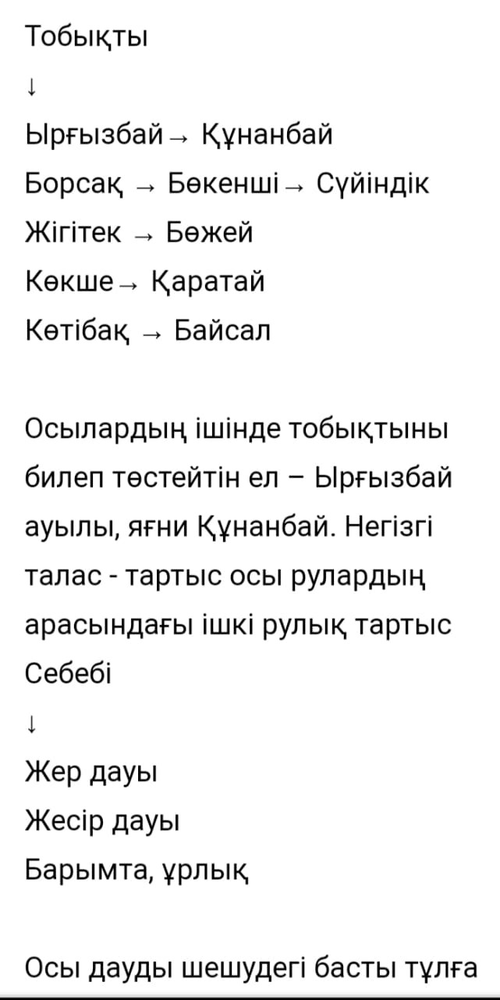 Тобықты
↓
Ырғызбай→ Құнанбай
Борсақ → Бөкенші→ Сүйіндік
Жігітек → Бөжей
Көкше→ Қаратай
Көтібақ → Байсал
Осылардың ішінде тобықтыны
билеп төстейтін ел – Ырғызбай
ауылы, яғни Құнанбай. Негізгі
талас - тартыс осы рулардың
арасындағы ішкі рулық тартыс
Себебі
↓
Жер дауы
Жесір дауы
Барымта, ұрлық
Осы дауды шешудегі басты тұлға